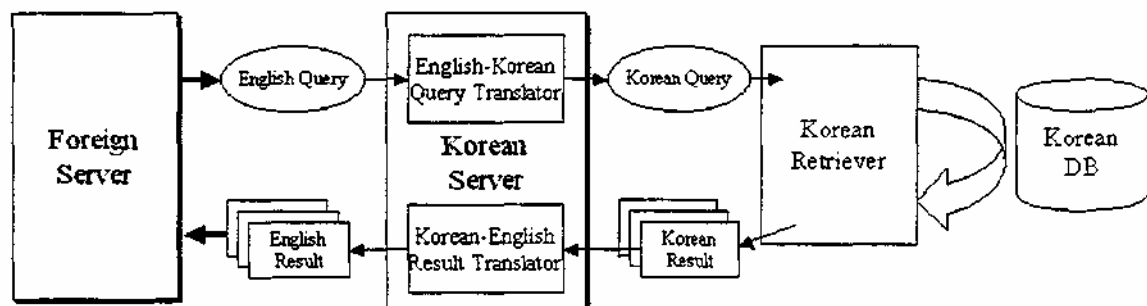 Foreign
Server
English Query
English-Korean
Query Translator
Korean
Server
Korean Query
Korean
Retriever
Korean
DB
English
Result
Korean-English
Result Translator
Korean
Result